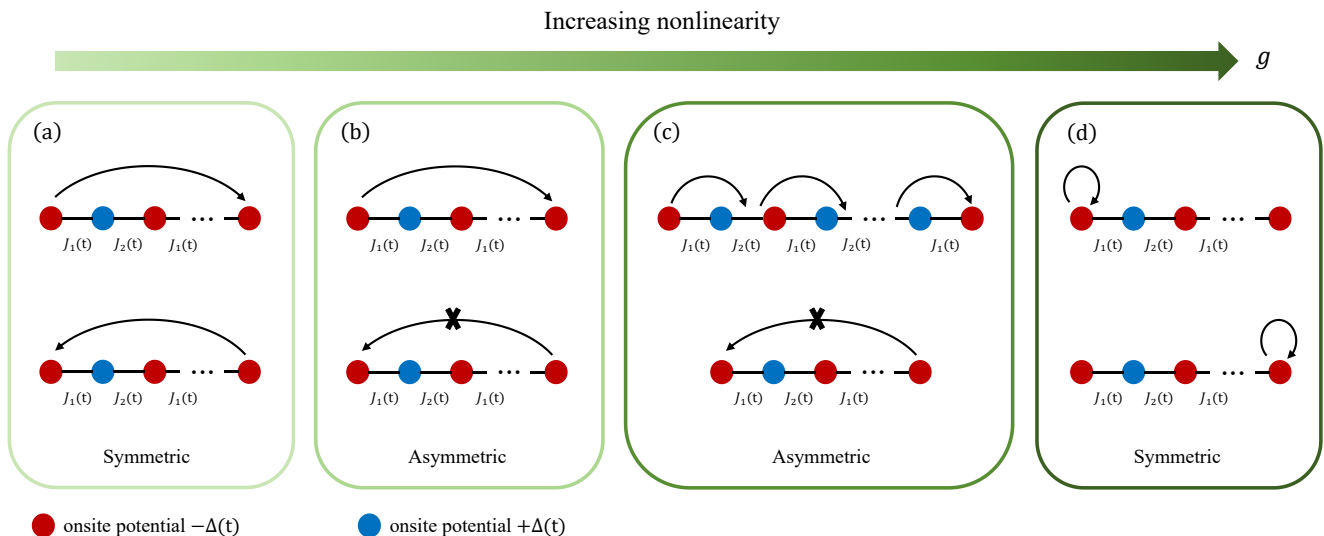 Increasing nonlinearity
g
(a)
J₁(t) J₂(t) J₁(t)
...
J₁(t) J₂(t) J₁(t)
...
Symmetric
(b)
J₁(t) J₂(t) J₁(t)
...
J₁(t) J₂(t) J₁(t)
...
Asymmetric
(c)
J₁(t) J₂(t) J₁(t) J₂(t) J₁(t)
...
J₁(t) J₂(t) J₁(t)
...
Asymmetric
(d)
J₁(t) J₂(t) J₁(t)
...
J₁(t) J₂(t) J₁(t)
...
Symmetric
onsite potential −Δ(t)
onsite potential +Δ(t)